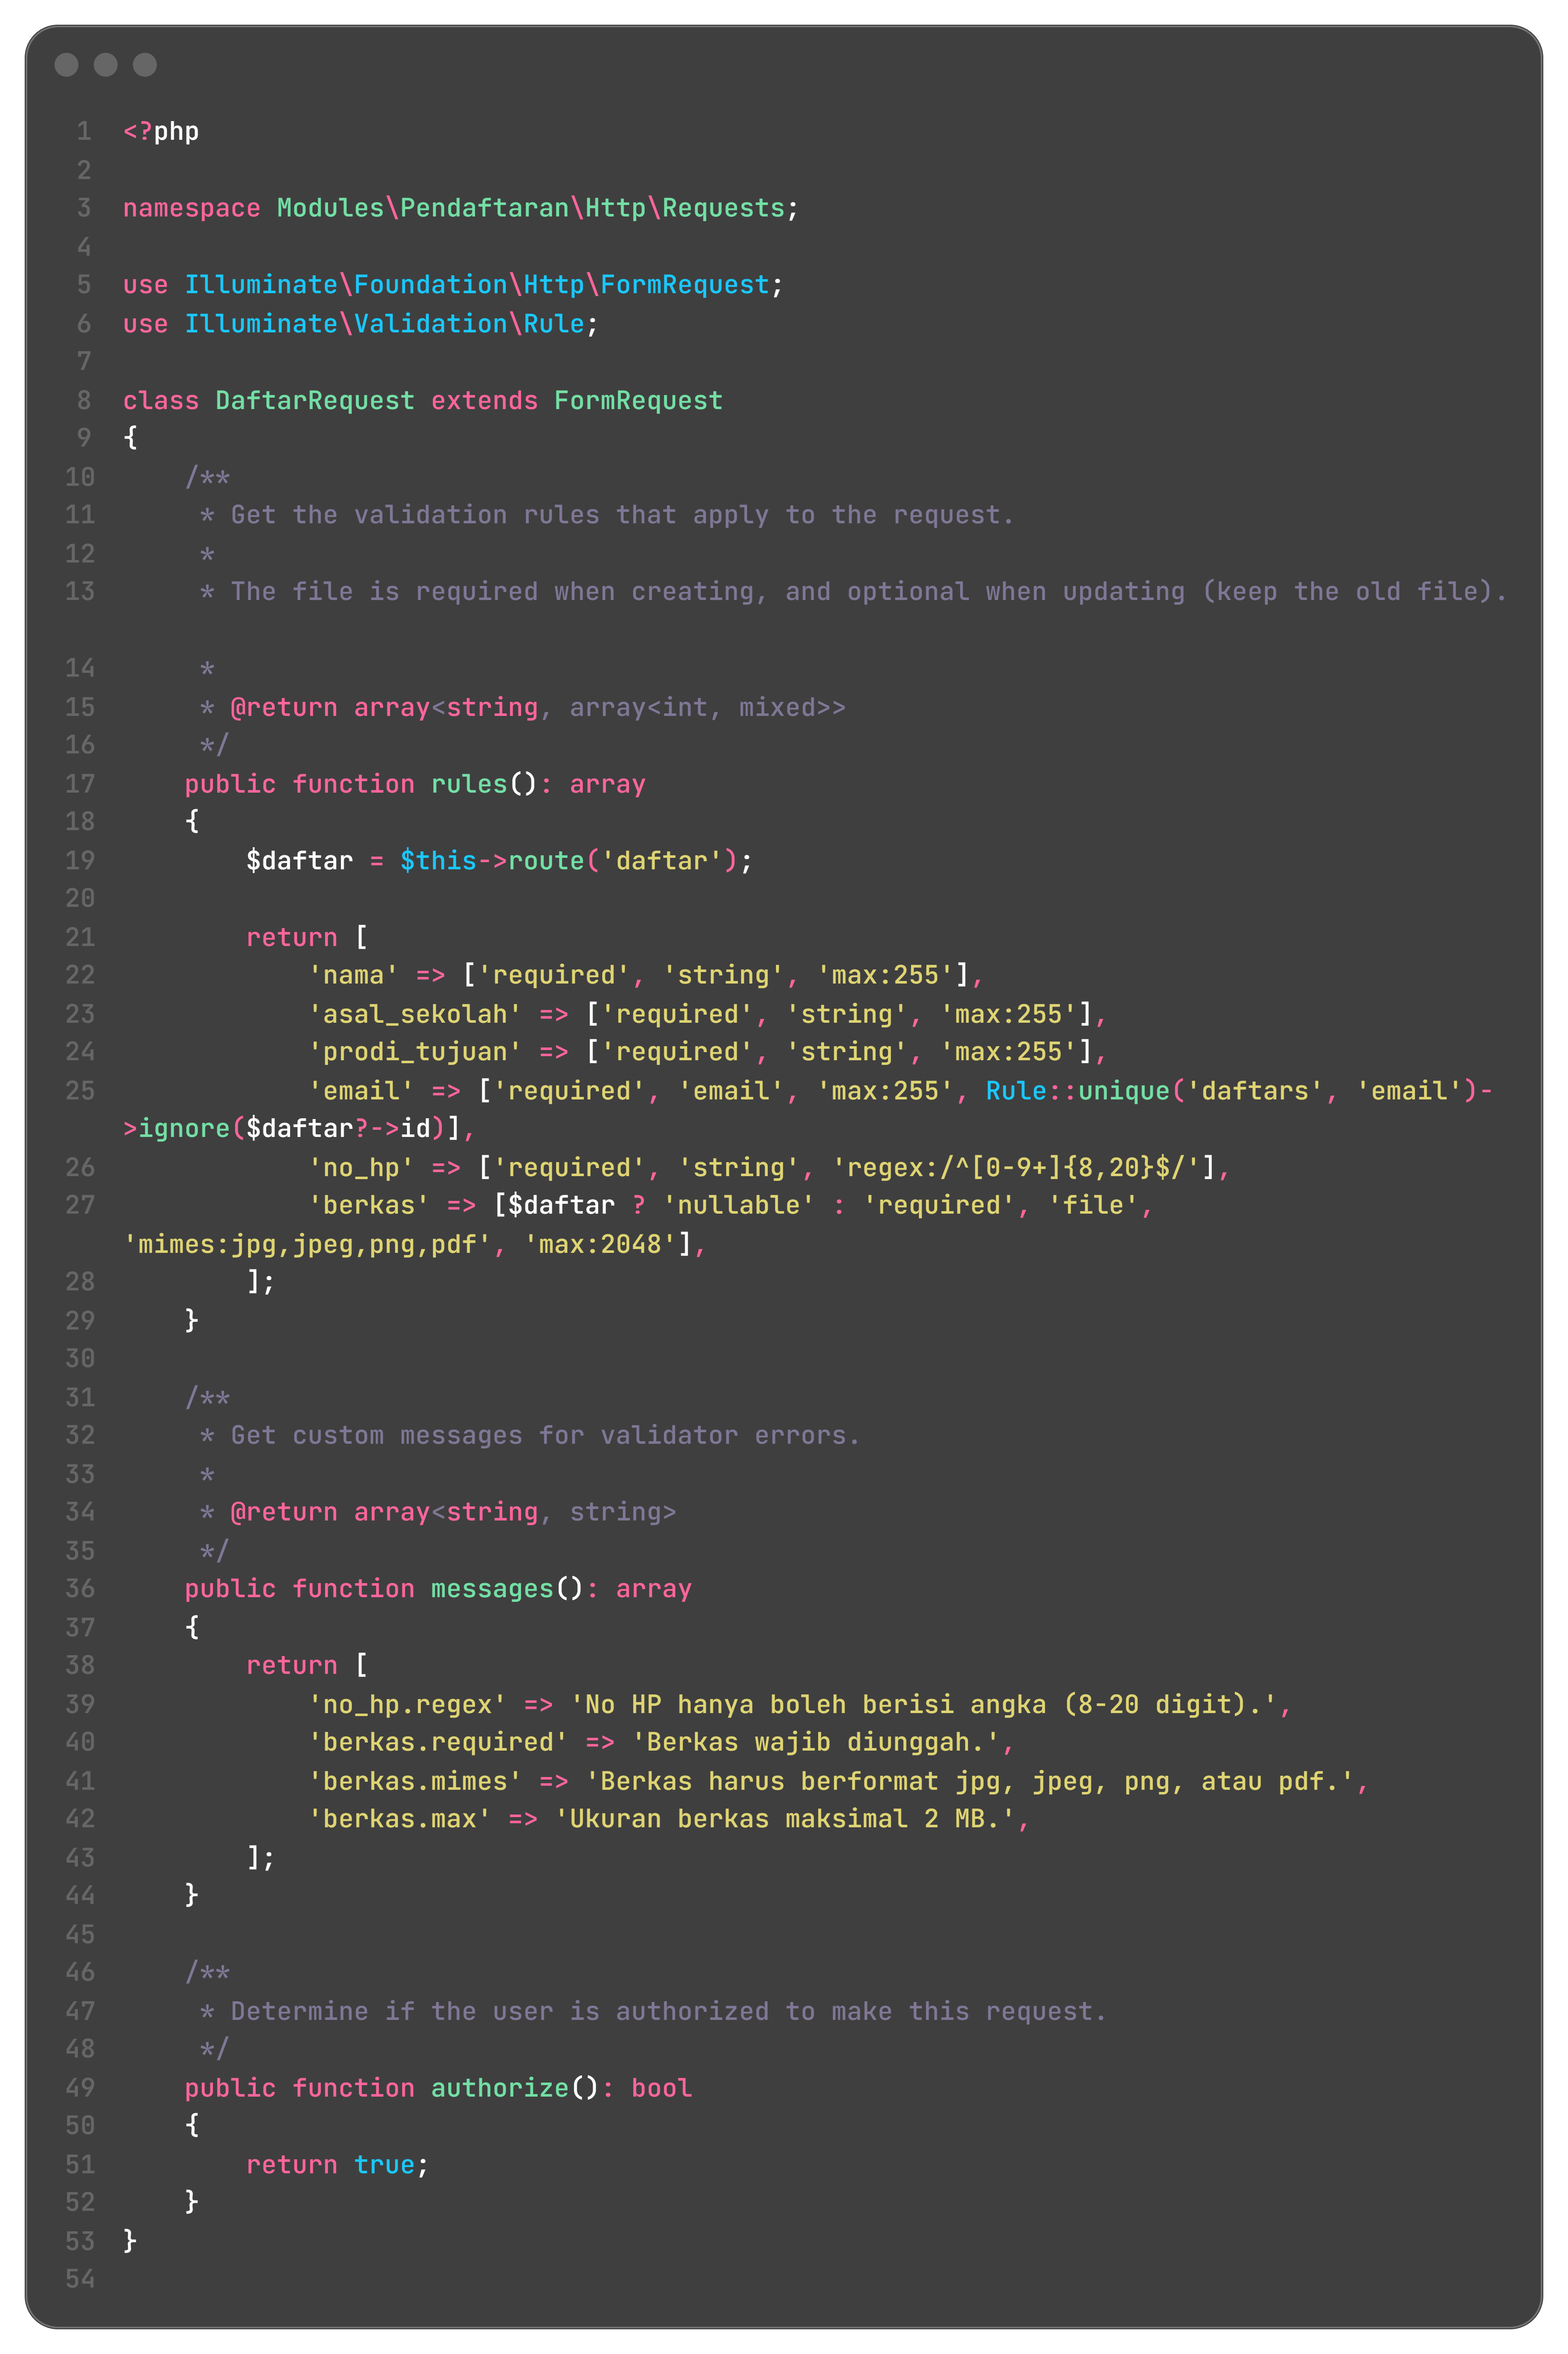 1 <?php
2
3 namespace Modules\Pendaftaran\Http\Requests;
4
5 use Illuminate\Foundation\Http\FormRequest;
6 use Illuminate\Validation\Rule;
7
8 class DaftarRequest extends FormRequest
9 {
10     /**
11      * Get the validation rules that apply to the request.
12      *
13      * The file is required when creating, and optional when updating (keep the old file).
14      *
15      * @return array<string, array<int, mixed>>
16      */
17     public function rules(): array
18     {
19         $daftar = $this->route('daftar');
20
21         return [
22             'nama' => ['required', 'string', 'max:255'],
23             'asal_sekolah' => ['required', 'string', 'max:255'],
24             'prodi_tujuan' => ['required', 'string', 'max:255'],
25             'email' => ['required', 'email', 'max:255', Rule::unique('daftars', 'email')-
>ignore($daftar?->id)],
26             'no_hp' => ['required', 'string', 'regex:/^[0-9+]{8,20}$/'],
27             'berkas' => [$daftar ? 'nullable' : 'required', 'file',
'mimes:jpg,jpeg,png,pdf', 'max:2048'],
28         ];
29     }
30
31     /**
32      * Get custom messages for validator errors.
33      *
34      * @return array<string, string>
35      */
36     public function messages(): array
37     {
38         return [
39             'no_hp.regex' => 'No HP hanya boleh berisi angka (8-20 digit).',
40             'berkas.required' => 'Berkas wajib diunggah.',
41             'berkas.mimes' => 'Berkas harus berformat jpg, jpeg, png, atau pdf.',
42             'berkas.max' => 'Ukuran berkas maksimal 2 MB.',
43         ];
44     }
45
46     /**
47      * Determine if the user is authorized to make this request.
48      */
49     public function authorize(): bool
50     {
51         return true;
52     }
53 }
54